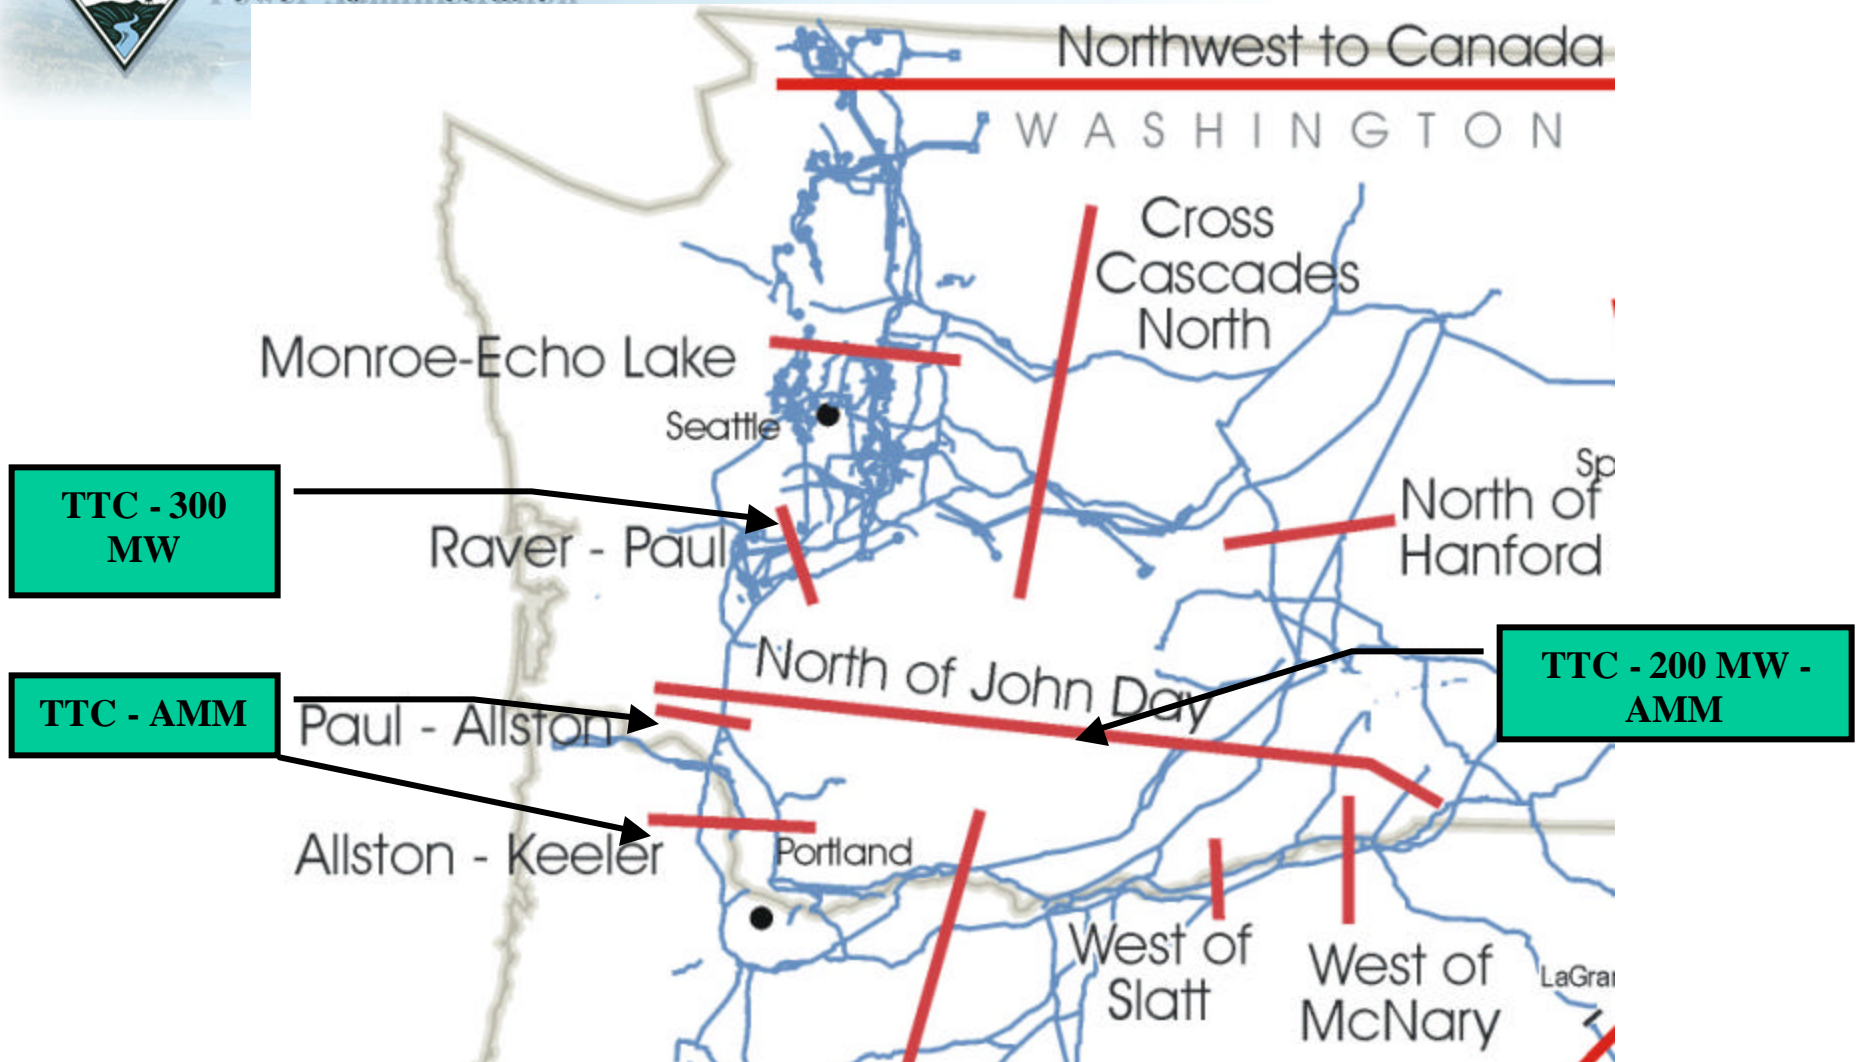 Power Administration
Northwest to Canada
WASHINGTON
Cross
Cascades
North
Monroe-Echo Lake
Seattle
TTC - 300
MW
Raver - Paul
North of
Hanford
North of John Day
TTC - 200 MW -
AMM
TTC - AMM
Paul - Allston
Allston - Keeler
Portland
West of
Slatt
West of
McNary